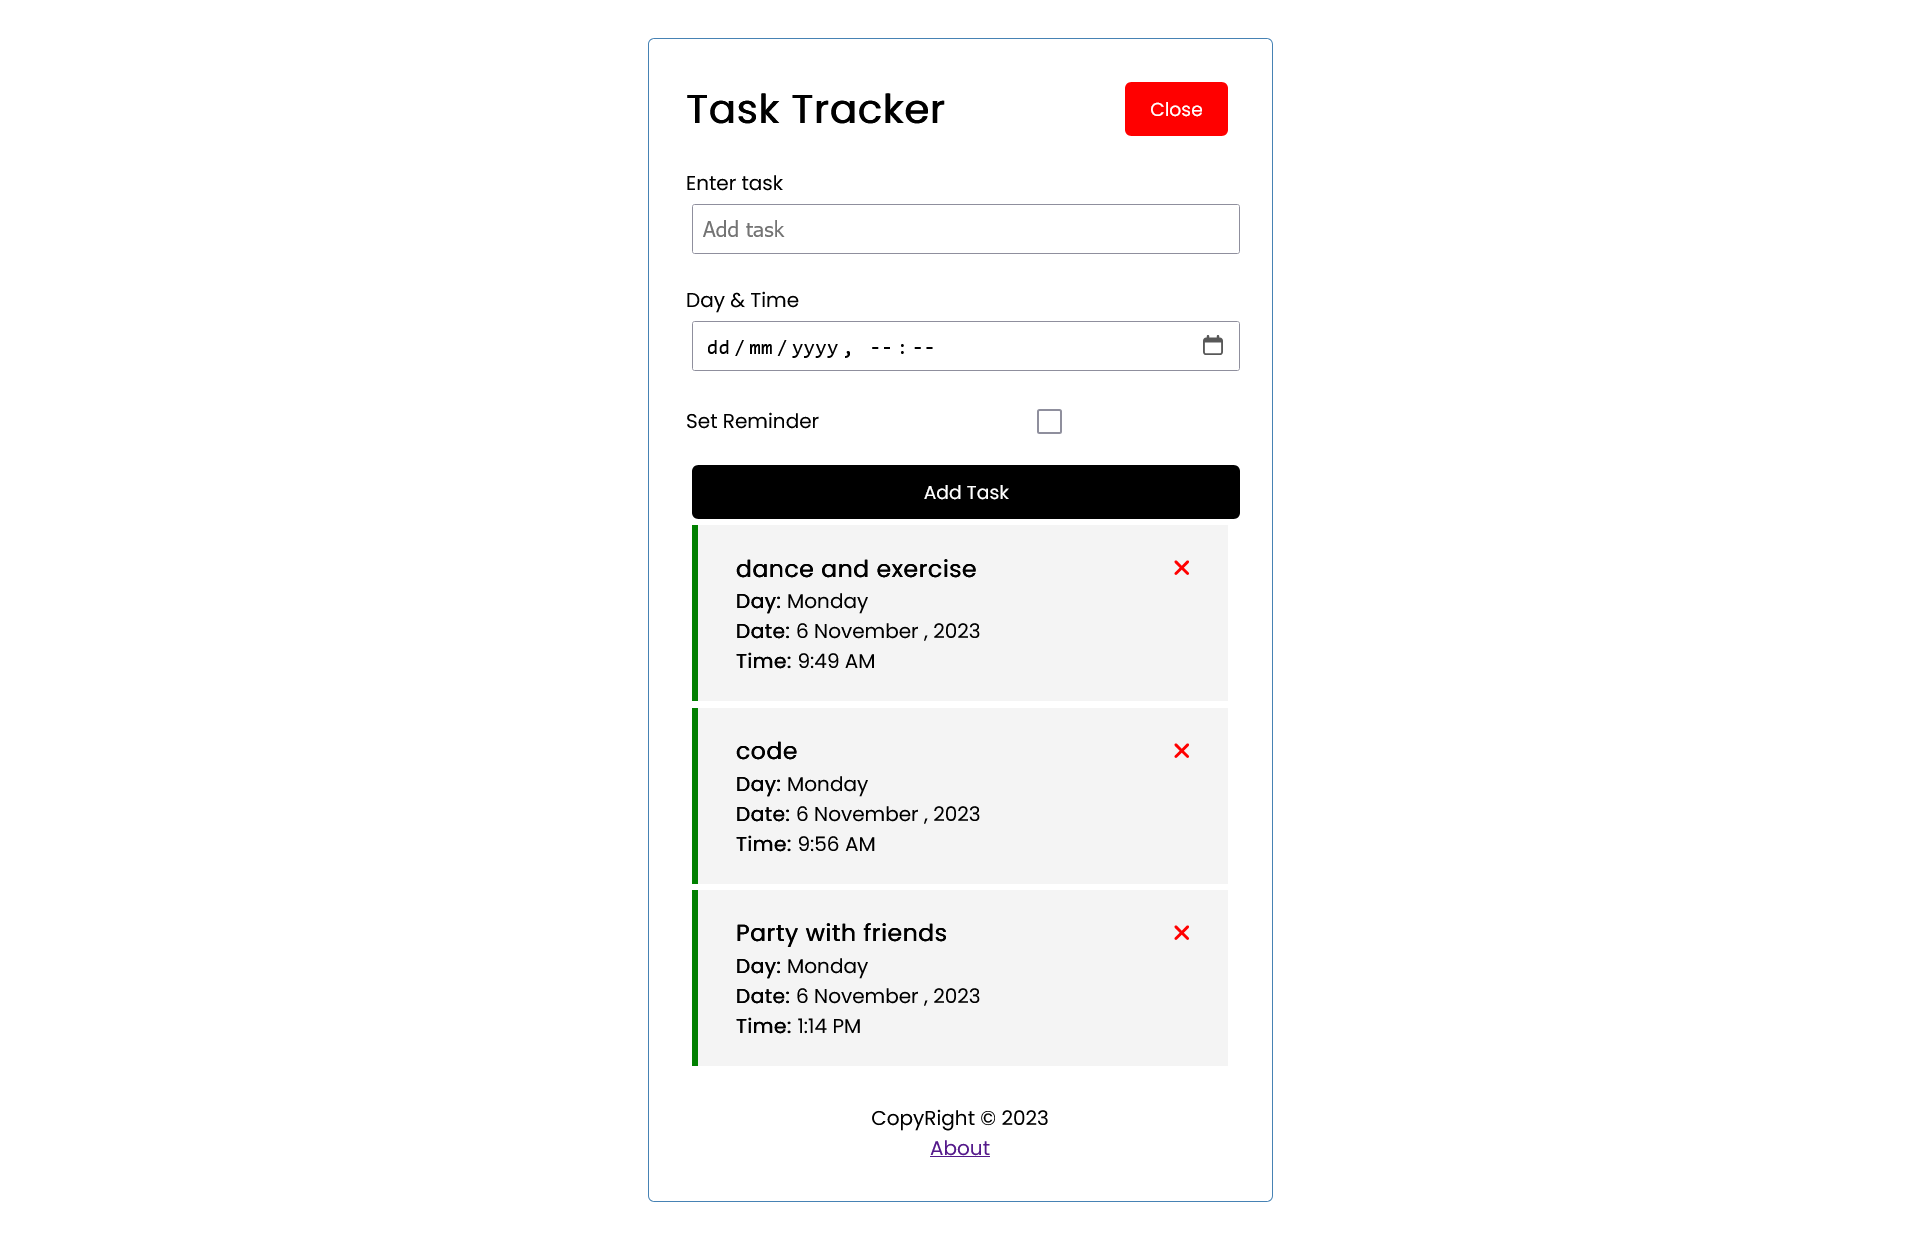 Task Tracker
Close
Enter task
Add task
Day & Time
dd/mm/yyyy, --:--
Set Reminder
Add Task
dance and exercise
Day: Monday
Date: 6 November , 2023
Time: 9:49 AM
code
Day: Monday
Date: 6 November , 2023
Time: 9:56 AM
Party with friends
Day: Monday
Date: 6 November , 2023
Time: 1:14 PM
CopyRight © 2023
About